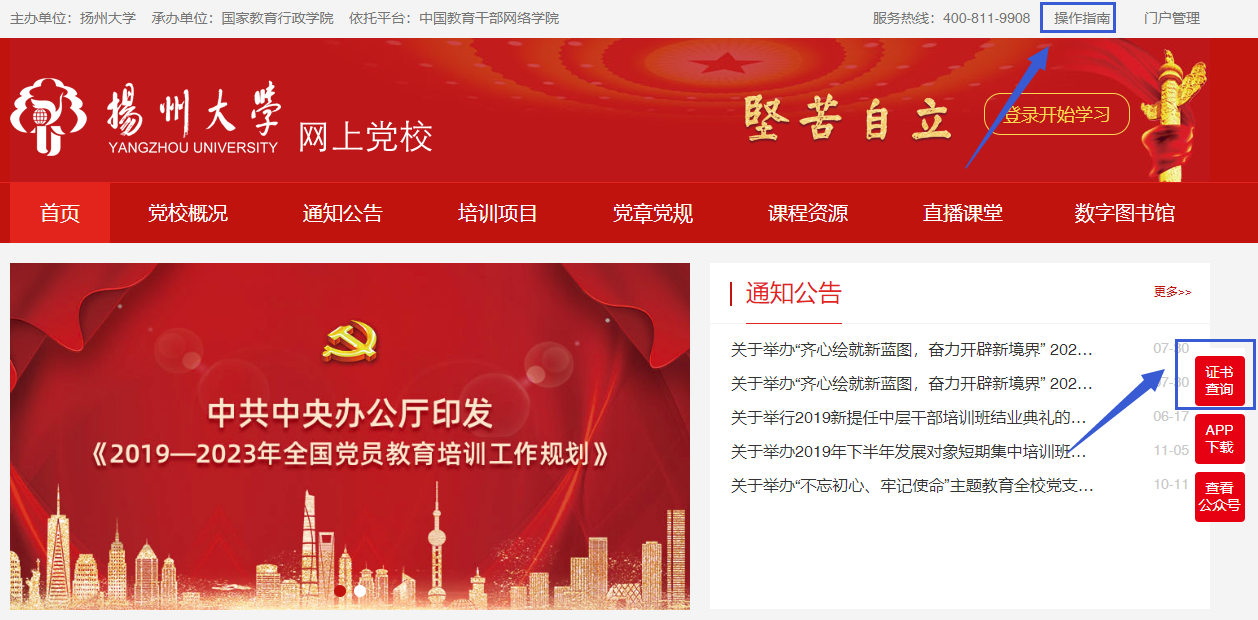 主办单位：扬州大学 承办单位：国家教育行政学院 依托平台：中国教育干部网络学院 服务热线：400-811-9908 操作指南 门户管理
揚州大学
YANGZHOU UNIVERSITY
网上党校
堅苦自立
登录开始学习
首页 党校概况 通知公告 培训项目 党章党规 课程资源 直播课堂 数字图书馆
中共中央办公厅印发
《2019—2023年全国党员教育培训工作规划》
通知公告 更多>>
关于举办“齐心绘就新蓝图，奋力开辟新境界” 202... 07-30
关于举办“齐心绘就新蓝图，奋力开辟新境界” 202... 07-30
关于举行2019新提任中层干部培训班结业典礼的... 06-17
关于举办2019年下半年发展对象短期集中培训班... 11-05
关于举办“不忘初心、牢记使命”主题教育全校党支... 10-11
证书
查询
APP
下载
查看
公众号